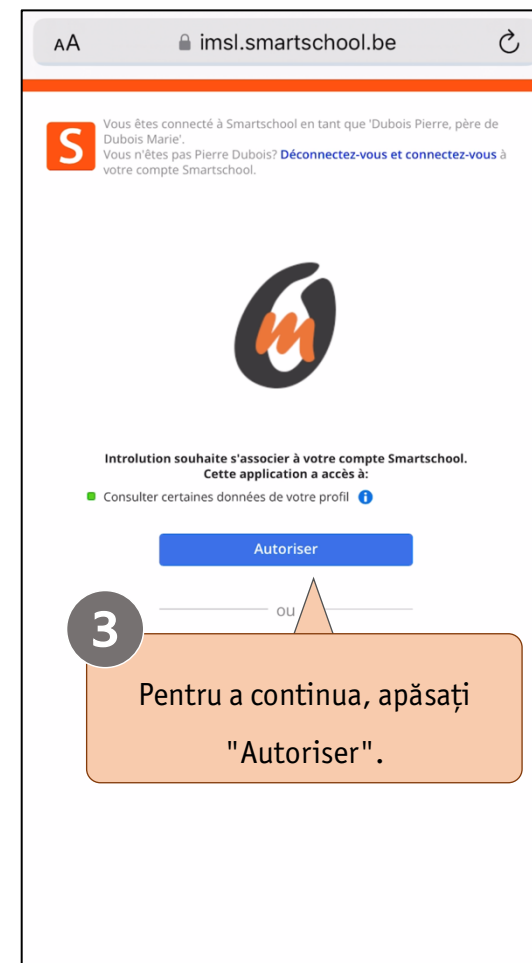 AA imsl.smartschool.be
S
Vous êtes connecté à Smartschool en tant que 'Dubois Pierre, père de
Dubois Marie'.
Vous n'êtes pas Pierre Dubois? Déconnectez-vous et connectez-vous à
votre compte Smartschool.
m
Introlution souhaite s'associer à votre compte Smartschool.
Cette application a accès à:
Consulter certaines données de votre profil i
Autoriser
ou
3
Pentru a continua, apăsați
"Autoriser".